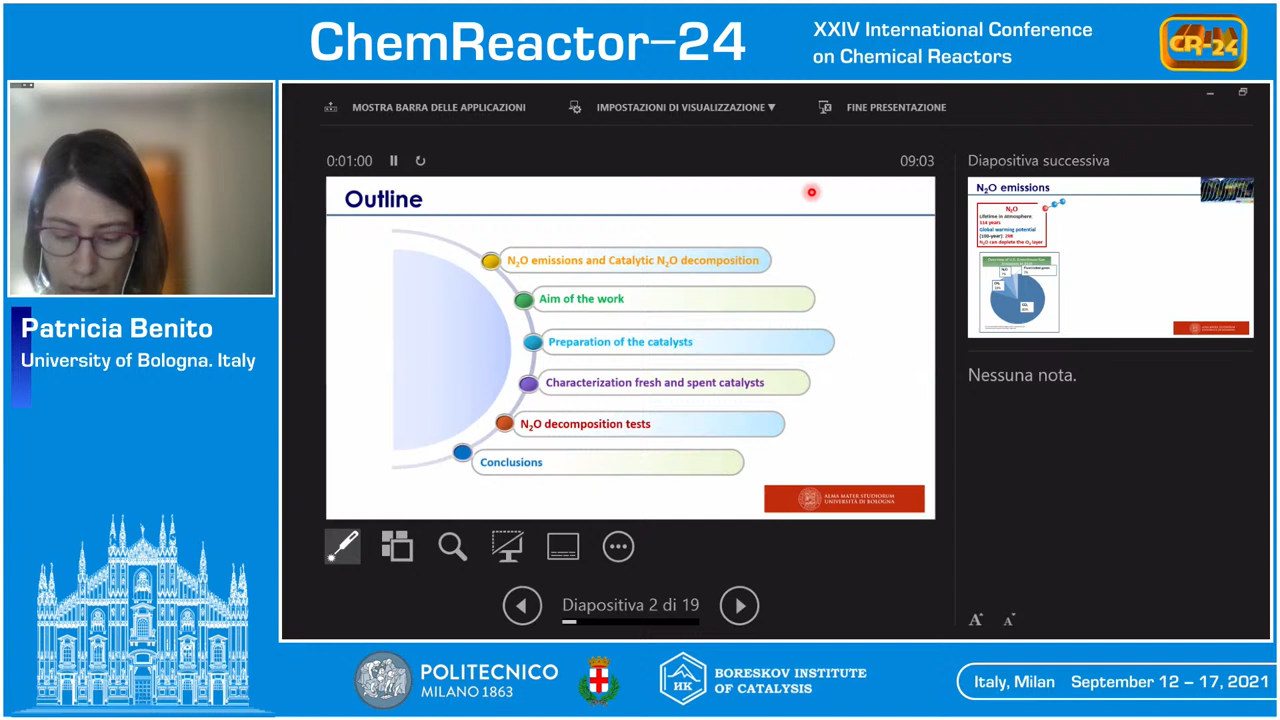 ChemReactor-24
XXIV International Conference
on Chemical Reactors
CR-24
Patricia Benito
University of Bologna. Italy
MOSTRA BARRA DELLE APPLICAZIONI
IMPOSTAZIONI DI VISUALIZZAZIONE ▼
FINE PRESENTAZIONE
0:01:00
09:03
Outline
N₂O emissions and Catalytic N₂O decomposition
Aim of the work
Preparation of the catalysts
Characterization fresh and spent catalysts
N₂O decomposition tests
Conclusions
ALMA MATER STUDIORUM
UNIVERSITÀ DI BOLOGNA
Diapositiva 2 di 19
Diapositiva successiva
N₂O emissions
N₂O
Lifetime in Atmosphere
114 years
Global warming potential
(100-year): 298
N₂O can deplete the O₃ layer
Nessuna nota.
A A
POLITECNICO
MILANO 1863
НК
BORESKOV INSTITUTE
OF CATALYSIS
Italy, Milan September 12 – 17, 2021